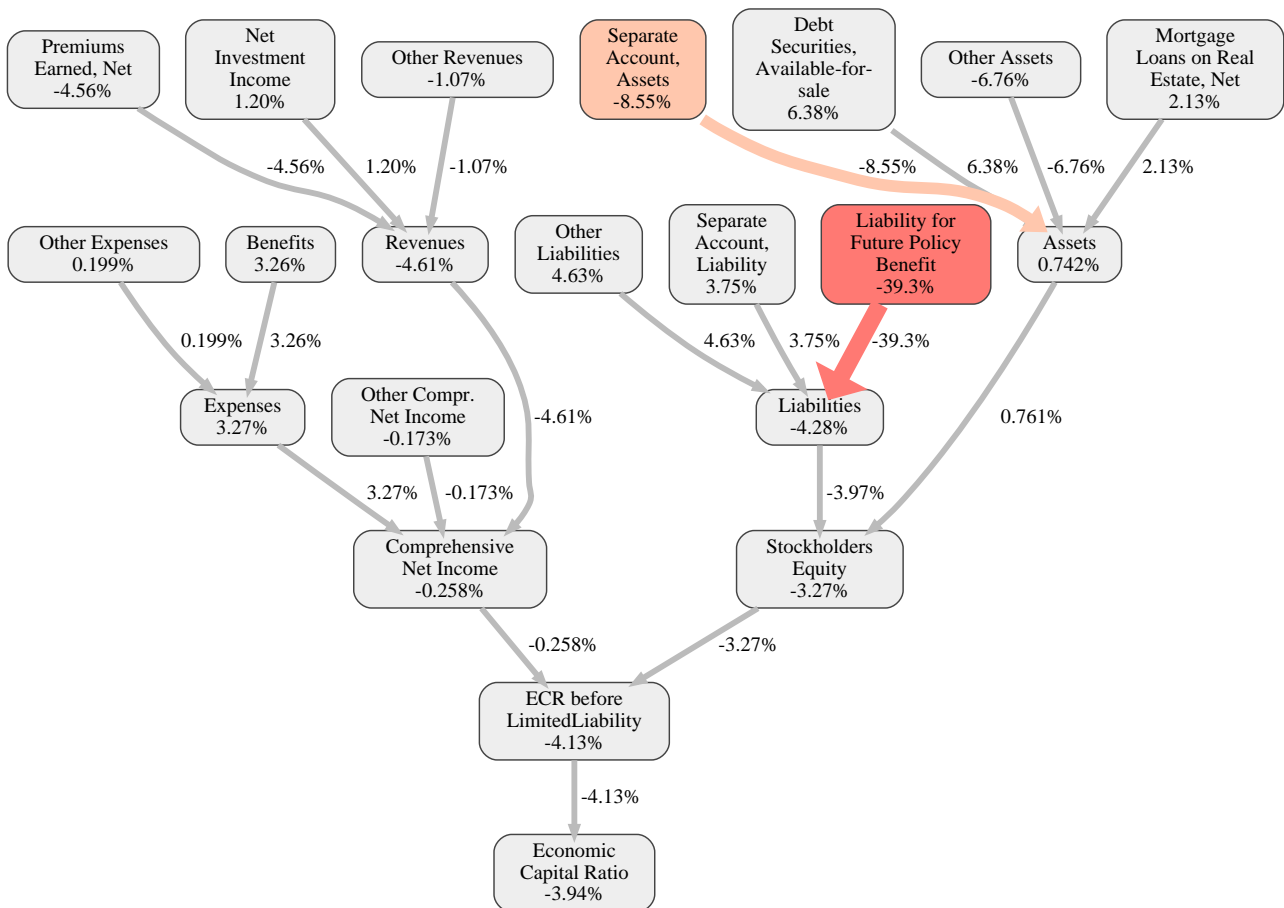 Premiums
Earned, Net
-4.56%
Net
Investment
Income
1.20%
Other Revenues
-1.07%
Separate
Account,
Assets
-8.55%
Debt
Securities,
Available-for-
sale
6.38%
Other Assets
-6.76%
Mortgage
Loans on Real
Estate, Net
2.13%
-4.56%
1.20%
-1.07%
-8.55%
6.38%
-6.76%
2.13%
Other Expenses
0.199%
Benefits
3.26%
Revenues
-4.61%
Other
Liabilities
4.63%
Separate
Account,
Liability
3.75%
Liability for
Future Policy
Benefit
-39.3%
Assets
0.742%
0.199%
3.26%
4.63%
3.75%
-39.3%
Expenses
3.27%
Other Compr.
Net Income
-0.173%
-4.61%
Liabilities
-4.28%
0.761%
3.27%
-0.173%
-3.97%
Comprehensive
Net Income
-0.258%
Stockholders
Equity
-3.27%
-0.258%
-3.27%
ECR before
LimitedLiability
-4.13%
-4.13%
Economic
Capital Ratio
-3.94%